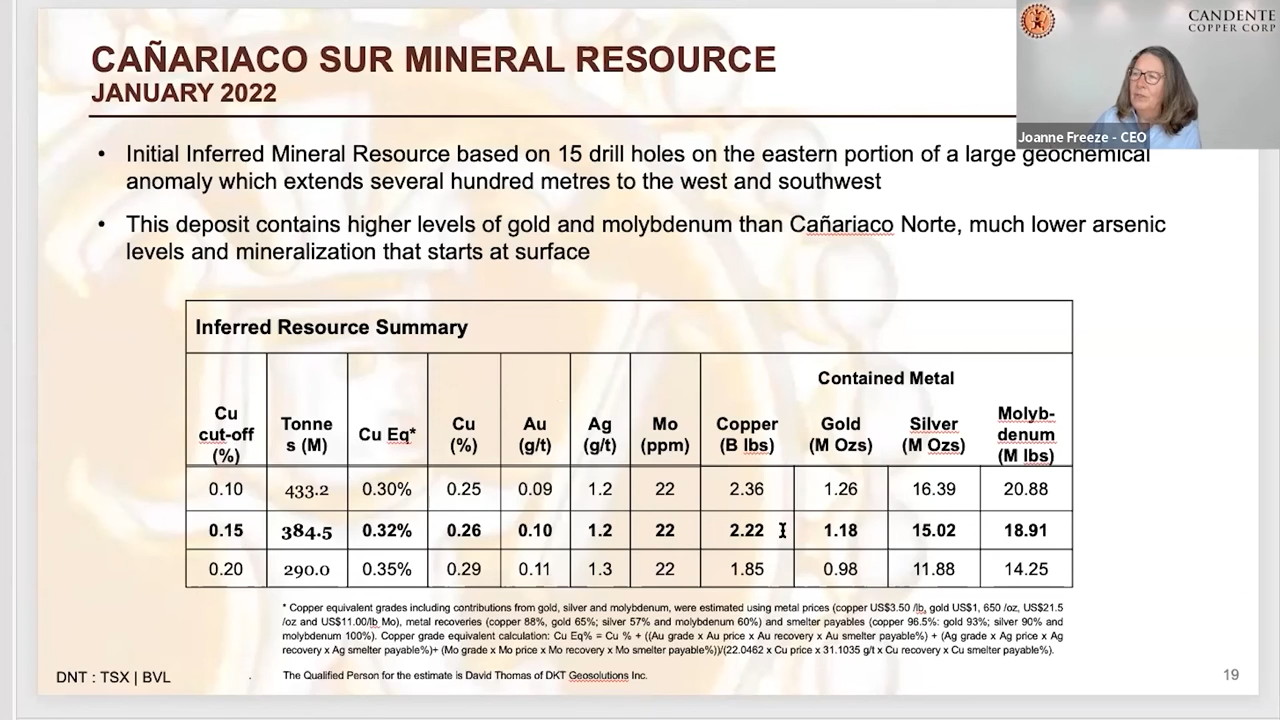 CAÑARIACO SUR MINERAL RESOURCE
JANUARY 2022
CANDENTE
COPPER CORP
Joanne Freeze - CEO
• Initial Inferred Mineral Resource based on 15 drill holes on the eastern portion of a large geochemical
anomaly which extends several hundred metres to the west and southwest
• This deposit contains higher levels of gold and molybdenum than Cañariaco Norte, much lower arsenic
levels and mineralization that starts at surface
Inferred Resource Summary
Contained Metal
Cu cut-off (%) Tonne s (M) Cu Eq* Cu (%) Au (g/t) Ag (g/t) Mo (ppm) Copper (B lbs) Gold (M Ozs) Silver (M Ozs) Molyb- denum (M lbs)
0.10 433.2 0.30% 0.25 0.09 1.2 22 2.36 1.26 16.39 20.88
0.15 384.5 0.32% 0.26 0.10 1.2 22 2.22 1.18 15.02 18.91
0.20 290.0 0.35% 0.29 0.11 1.3 22 1.85 0.98 11.88 14.25
* Copper equivalent grades including contributions from gold, silver and molybdenum, were estimated using metal prices (copper US$3.50 /lb, gold US$1, 650 /oz, US$21.5
/oz and US$11.00/lb Mo), metal recoveries (copper 88%, gold 65%; silver 57% and molybdenum 60%) and smelter payables (copper 96.5%: gold 93%; silver 90% and
molybdenum 100%). Copper grade equivalent calculation: Cu Eq% = Cu % + ((Au grade x Au price x Au recovery x Au smelter payable%) + (Ag grade x Ag price x Ag
recovery x Ag smelter payable%)+ (Mo grade x Mo price x Mo recovery x Mo smelter payable%))/(22.0462 x Cu price x 31.1035 g/t x Cu recovery x Cu smelter payable%).
DNT : TSX | BVL
The Qualified Person for the estimate is David Thomas of DKT Geosolutions Inc.
19